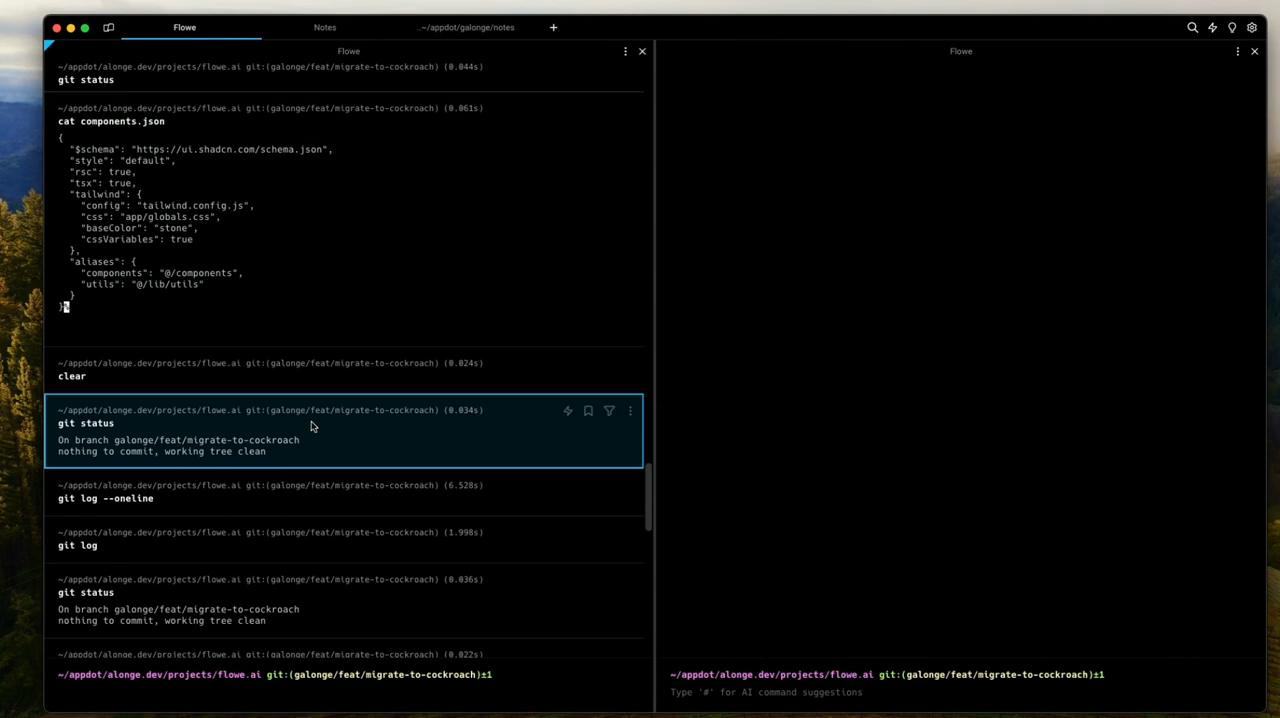 Flowe
Notes
..~/appdot/galonge/notes
Flowe
~/appdot/alonge.dev/projects/flowe.ai git:(galonge/feat/migrate-to-cockroach) (0.044s)
git status
~/appdot/alonge.dev/projects/flowe.ai git:(galonge/feat/migrate-to-cockroach) (0.061s)
cat components.json
{
"$schema": "https://ui.shadcn.com/schema.json",
"style": "default",
"rsc": true,
"tsx": true,
"tailwind": {
"config": "tailwind.config.js",
"css": "app/globals.css",
"baseColor": "stone",
"cssVariables": true
},
"aliases": {
"components": "@/components",
"utils": "@/lib/utils"
}
}%
~/appdot/alonge.dev/projects/flowe.ai git:(galonge/feat/migrate-to-cockroach) (0.024s)
clear
~/appdot/alonge.dev/projects/flowe.ai git:(galonge/feat/migrate-to-cockroach) (0.034s)
git status
On branch galonge/feat/migrate-to-cockroach
nothing to commit, working tree clean
~/appdot/alonge.dev/projects/flowe.ai git:(galonge/feat/migrate-to-cockroach) (6.528s)
git log --oneline
~/appdot/alonge.dev/projects/flowe.ai git:(galonge/feat/migrate-to-cockroach) (1.998s)
git log
~/appdot/alonge.dev/projects/flowe.ai git:(galonge/feat/migrate-to-cockroach) (0.036s)
git status
On branch galonge/feat/migrate-to-cockroach
nothing to commit, working tree clean
~/appdot/alonge.dev/projects/flowe.ai git:(galonge/feat/migrate-to-cockroach) (0.022s)
~/appdot/alonge.dev/projects/flowe.ai git:(galonge/feat/migrate-to-cockroach)±1
Flowe
~/appdot/alonge.dev/projects/flowe.ai git:(galonge/feat/migrate-to-cockroach)±1
Type '#' for AI command suggestions